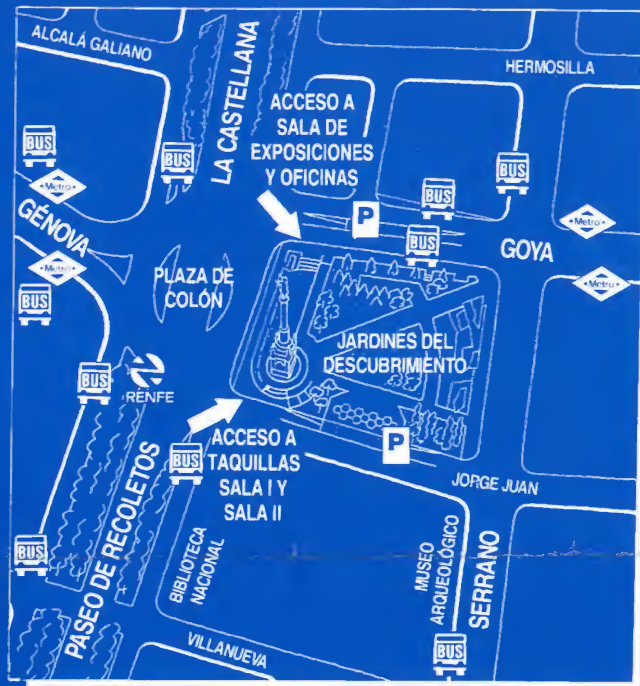 ALCALÁ GALIANO
LA CASTELLANA
HERMOSILLA
ACCESO A
SALA DE
EXPOSICIONES
Y OFICINAS
BUS
BUS
BUS
Metro
BUS
P
GÉNOVA
BUS
GOYA
Metro
Metro
PLAZA DE
COLÓN
Metro
BUS
JARDINES DEL
DESCUBRIMIENTO
BUS
RENFE
ACCESO A
TAQUILLAS
SALA I Y
SALA II
P
BUS
JORGE JUAN
PASEO DE RECOLETOS
BIBLIOTECA
NACIONAL
MUSEO
ARQUEOLÓGICO
SERRANO
BUS
VILLANUEVA
BUS